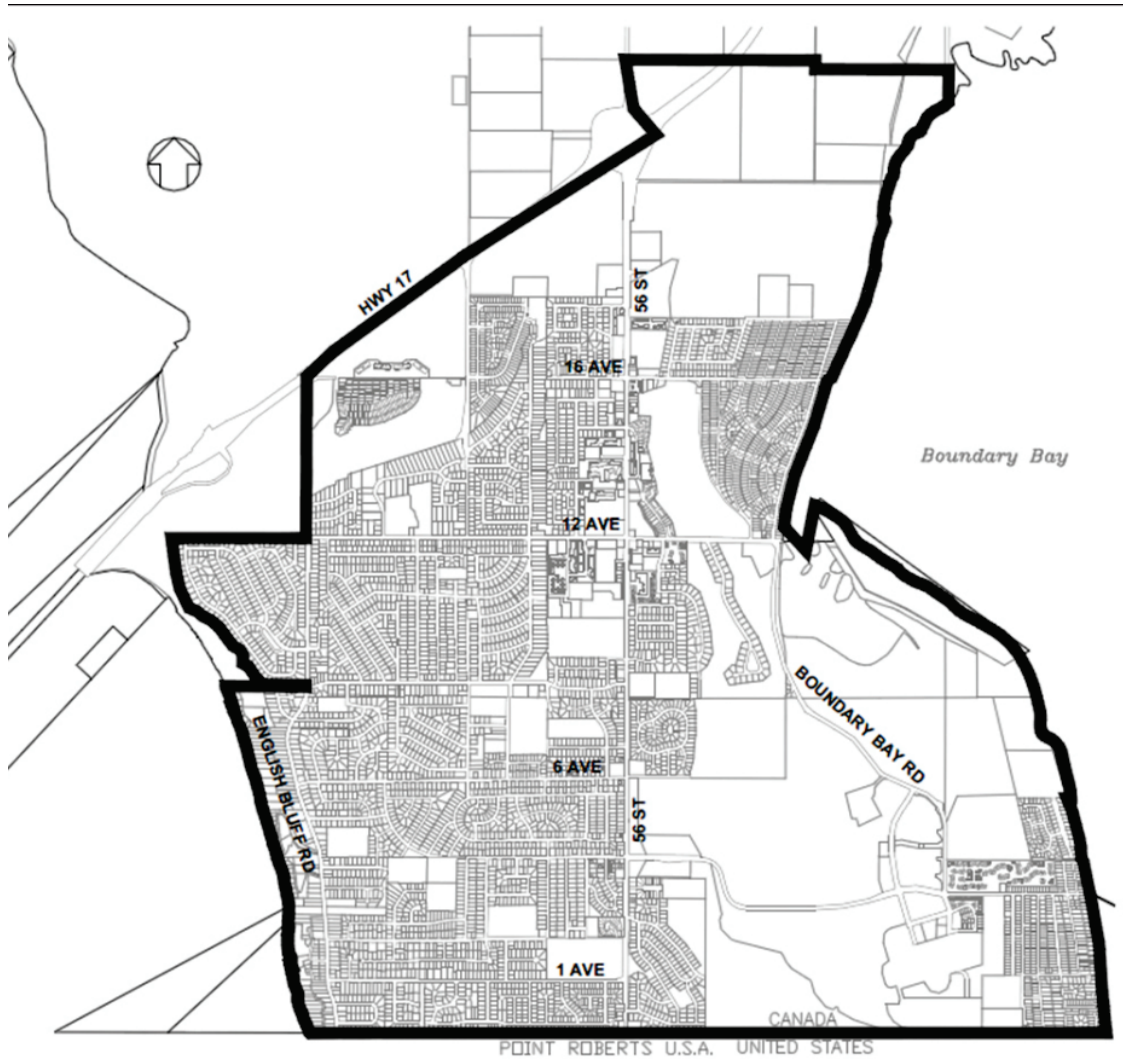 HWY 17
56 ST
16 AVE
Boundary Bay
12 AVE
BOUNDARY BAY RD
ENGLISH BLUFF RD
6 AVE
56 ST
1 AVE
CANADA
POINT ROBERTS U.S.A. UNITED STATES